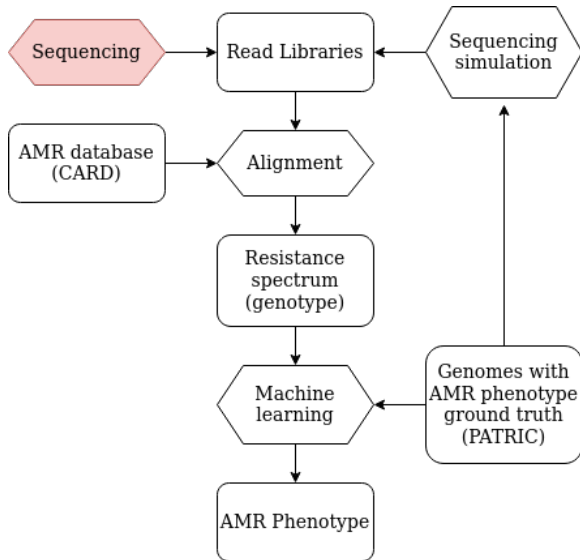 Sequencing
Read Libraries
Sequencing
simulation
AMR database
(CARD)
Alignment
Resistance
spectrum
(genotype)
Machine
learning
Genomes with
AMR phenotype
ground truth
(PATRIC)
AMR Phenotype